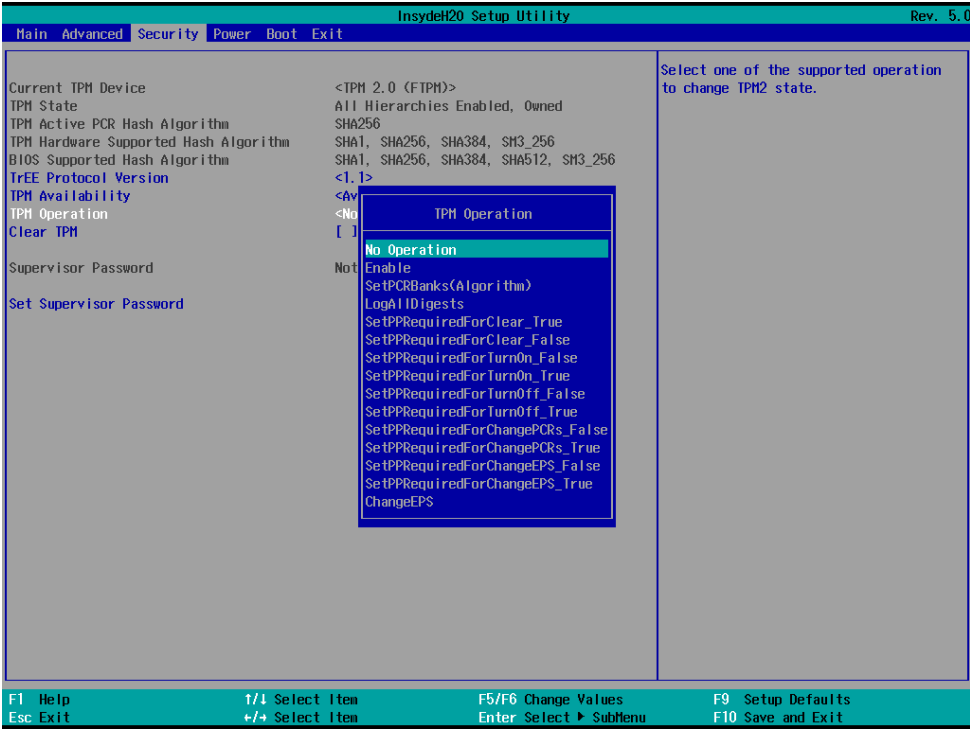 InsydeH20 Setup Utility Rev. 5.0
Main Advanced Security Power Boot Exit
Current TPM Device <TPM 2.0 (FTPM)>
TPM State All Hierarchies Enabled, Owned
TPM Active PCR Hash Algorithm SHA256
TPM Hardware Supported Hash Algorithm SHA1, SHA256, SHA384, SM3_256
BIOS Supported Hash Algorithm SHA1, SHA256, SHA384, SHA512, SM3_256
TrEE Protocol Version <1.1>
TPM Availability <Av
TPM Operation <No
Clear TPM [ ]
Supervisor Password Not
Set Supervisor Password
TPM Operation
No Operation
Enable
SetPCRBanks(Algorithm)
LogAllDigests
SetPPRequiredForClear_True
SetPPRequiredForClear_False
SetPPRequiredForTurnOn_False
SetPPRequiredForTurnOn_True
SetPPRequiredForTurnOff_False
SetPPRequiredForTurnOff_True
SetPPRequiredForChangePCRs_False
SetPPRequiredForChangePCRs_True
SetPPRequiredForChangeEPS_False
SetPPRequiredForChangeEPS_True
ChangeEPS
Select one of the supported operation
to change TPM2 state.
F1 Help ↑/↓ Select Item F5/F6 Change Values F9 Setup Defaults
Esc Exit ←/→ Select Item Enter Select ▶ SubMenu F10 Save and Exit